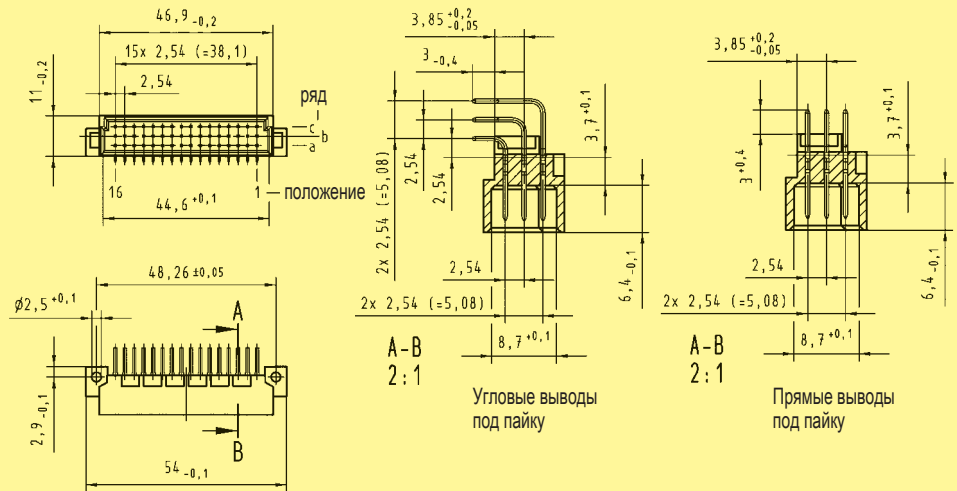 46,9 -0,2
15x 2,54 (=38,1)
2,54
11 -0,2
ряд
c
b
a
16
1
положение
44,6 +0,1
48,26 ±0,05
Ø2,5 +0,1
A
B
2,9 -0,1
54 -0,1
3,85 +0,2 -0,05
3 -0,4
3,7 +0,1
2,54
2,54
2x 2,54 (=5,08)
2,54
6,4 -0,1
2x 2,54 (=5,08)
8,7 +0,1
A-B
2:1
Угловые выводы
под пайку
3,85 +0,2 -0,05
3,7 +0,1
3 +0,4
2,54
6,4 -0,1
2x 2,54 (=5,08)
8,7 +0,1
A-B
2:1
Прямые выводы
под пайку